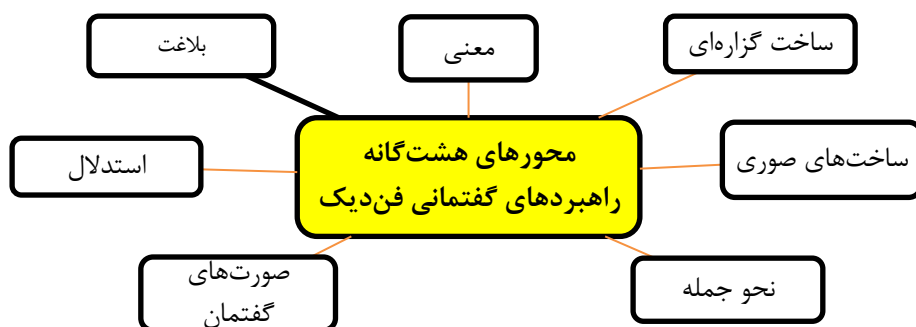 ساخت گزاره‌ای
معنی
بلاغت
محورهای هشت‌گانه
راهبردهای گفتمانی فن‌دیک
ساخت‌های صوری
استدلال
نحو جمله
صورت‌های
گفتمان